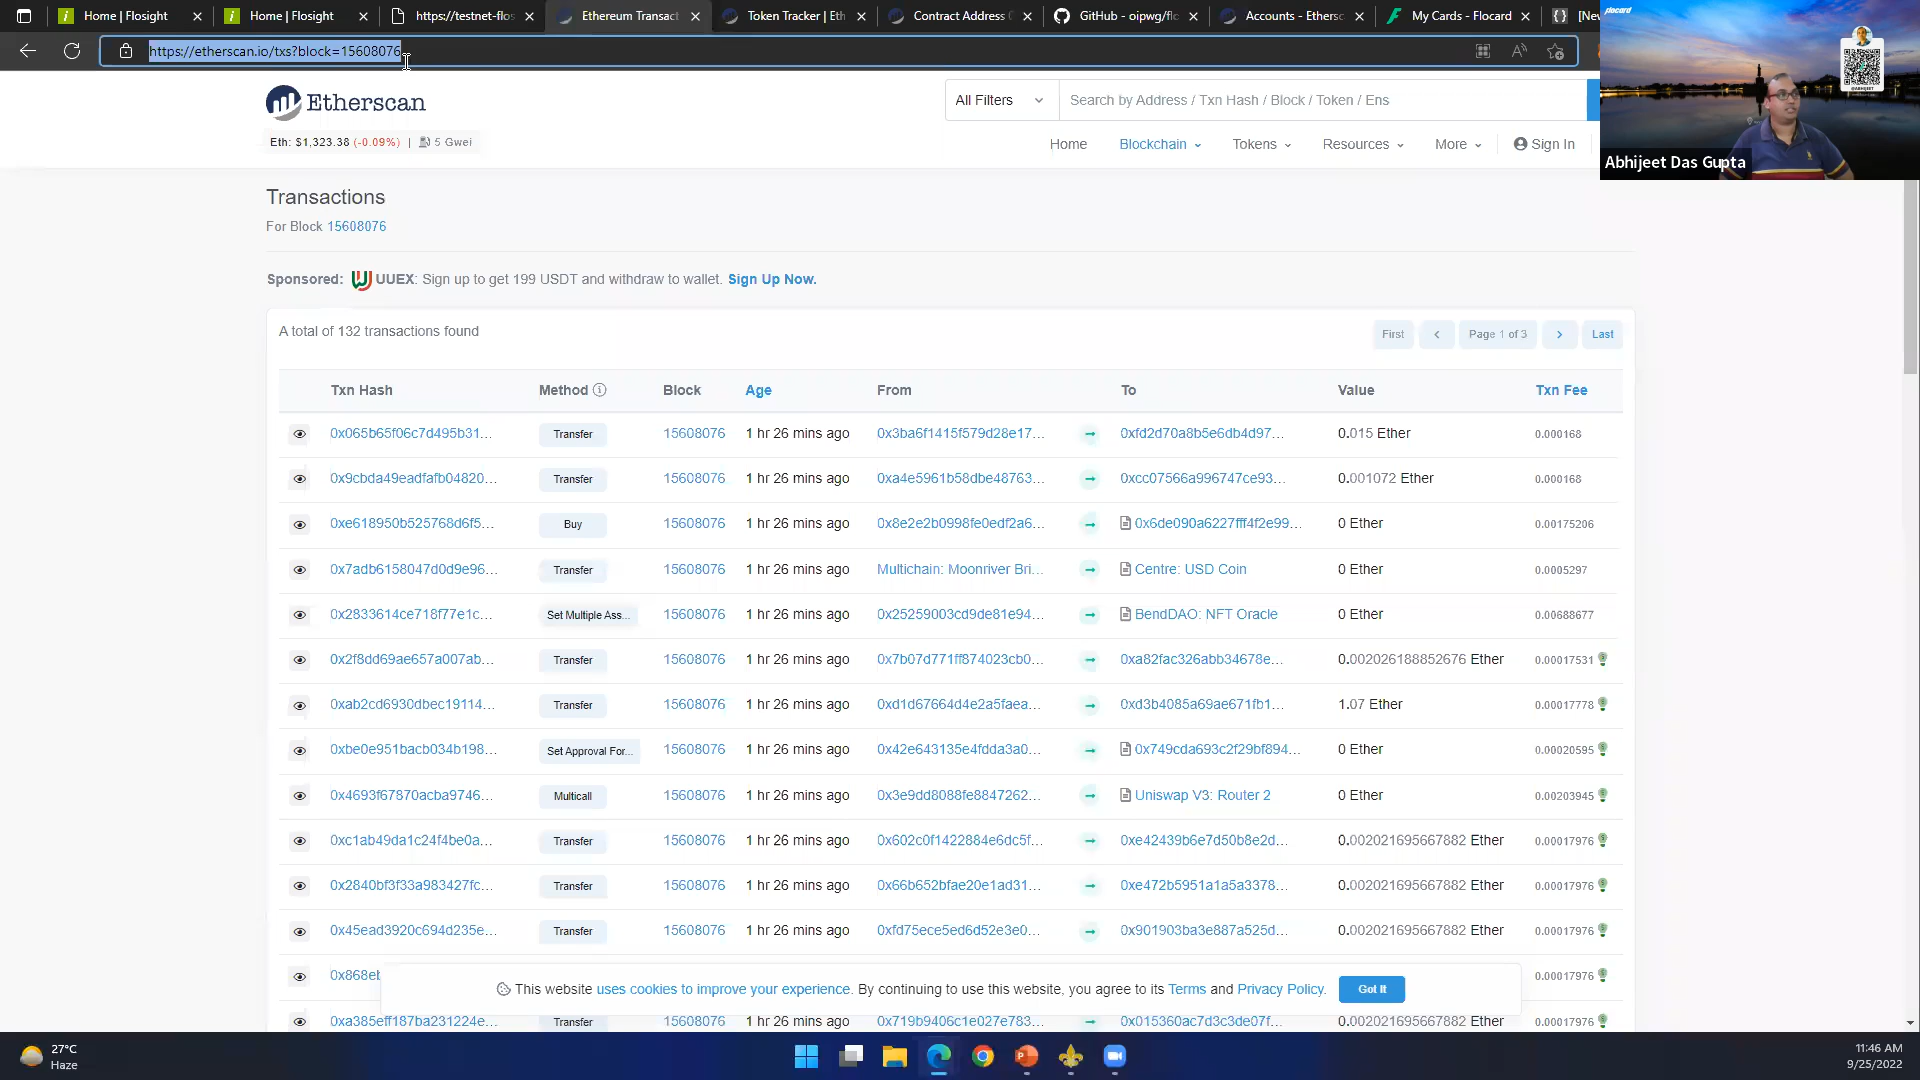 Home | Flosight
Home | Flosight
https://testnet-flos
Ethereum Transact
Token Tracker | Eth
Contract Address
GitHub - oipwg/flo
Accounts - Ethersc
My Cards - Flocard
[Nev
https://etherscan.io/txs?block=15608076
flocard
@ABHIJEET
Abhijeet Das Gupta
Etherscan
All Filters
Search by Address / Txn Hash / Block / Token / Ens
Eth: $1,323.38 (-0.09%) | 5 Gwei
Home Blockchain Tokens Resources More Sign In
Transactions
For Block 15608076
Sponsored: UUEX: Sign up to get 199 USDT and withdraw to wallet. Sign Up Now.
A total of 132 transactions found
First Page 1 of 3 Last
Txn Hash Method Block Age From To Value Txn Fee
0x065b65f06c7d495b31... Transfer 15608076 1 hr 26 mins ago 0x3ba6f1415f579d28e17... 0xfd2d70a8b5e6db4d97... 0.015 Ether 0.000168
0x9cbda49eadfafb04820... Transfer 15608076 1 hr 26 mins ago 0xa4e5961b58dbe48763... 0xcc07566a996747ce93... 0.001072 Ether 0.000168
0xe618950b525768d6f5... Buy 15608076 1 hr 26 mins ago 0x8e2e2b0998fe0edf2a6... 0x6de090a6227fff4f2e99... 0 Ether 0.00175206
0x7adb6158047d0d9e96... Transfer 15608076 1 hr 26 mins ago Multichain: Moonriver Bri... Centre: USD Coin 0 Ether 0.0005297
0x2833614ce718f77e1c... Set Multiple Ass... 15608076 1 hr 26 mins ago 0x25259003cd9de81e94... BendDAO: NFT Oracle 0 Ether 0.00688677
0x2f8dd69ae657a007ab... Transfer 15608076 1 hr 26 mins ago 0x7b07d771ff874023cb0... 0xa82fac326abb34678e... 0.002026188852676 Ether 0.00017531
0xab2cd6930dbec19114... Transfer 15608076 1 hr 26 mins ago 0xd1d67664d4e2a5faea... 0xd3b4085a69ae671fb1... 1.07 Ether 0.00017778
0xbe0e951bacb034b198... Set Approval For... 15608076 1 hr 26 mins ago 0x42e643135e4fdda3a0... 0x749cda693c2f29bf894... 0 Ether 0.00020595
0x4693f67870acba9746... Multicall 15608076 1 hr 26 mins ago 0x3e9dd8088fe8847262... Uniswap V3: Router 2 0 Ether 0.00203945
0xc1ab49da1c24f4be0a... Transfer 15608076 1 hr 26 mins ago 0x602c0f1422884e6dc5f... 0xe42439b6e7d50b8e2d... 0.002021695667882 Ether 0.00017976
0x2840bf3f33a983427fc... Transfer 15608076 1 hr 26 mins ago 0x66b652bfae20e1ad31... 0xe472b5951a1a5a3378... 0.002021695667882 Ether 0.00017976
0x45ead3920c694d235e... Transfer 15608076 1 hr 26 mins ago 0xfd75ece5ed6d52e3e0... 0x901903ba3e887a525d... 0.002021695667882 Ether 0.00017976
0x868eb 0.00017976
This website uses cookies to improve your experience. By continuing to use this website, you agree to its Terms and Privacy Policy. Got It
0xa385eff187ba231224e... Transfer 15608076 1 hr 26 mins ago 0x719b9406c1e027e783... 0x015360ac7d3c3de07f... 0.002021695667882 Ether 0.00017976
27°C
Haze
11:46 AM
9/25/2022